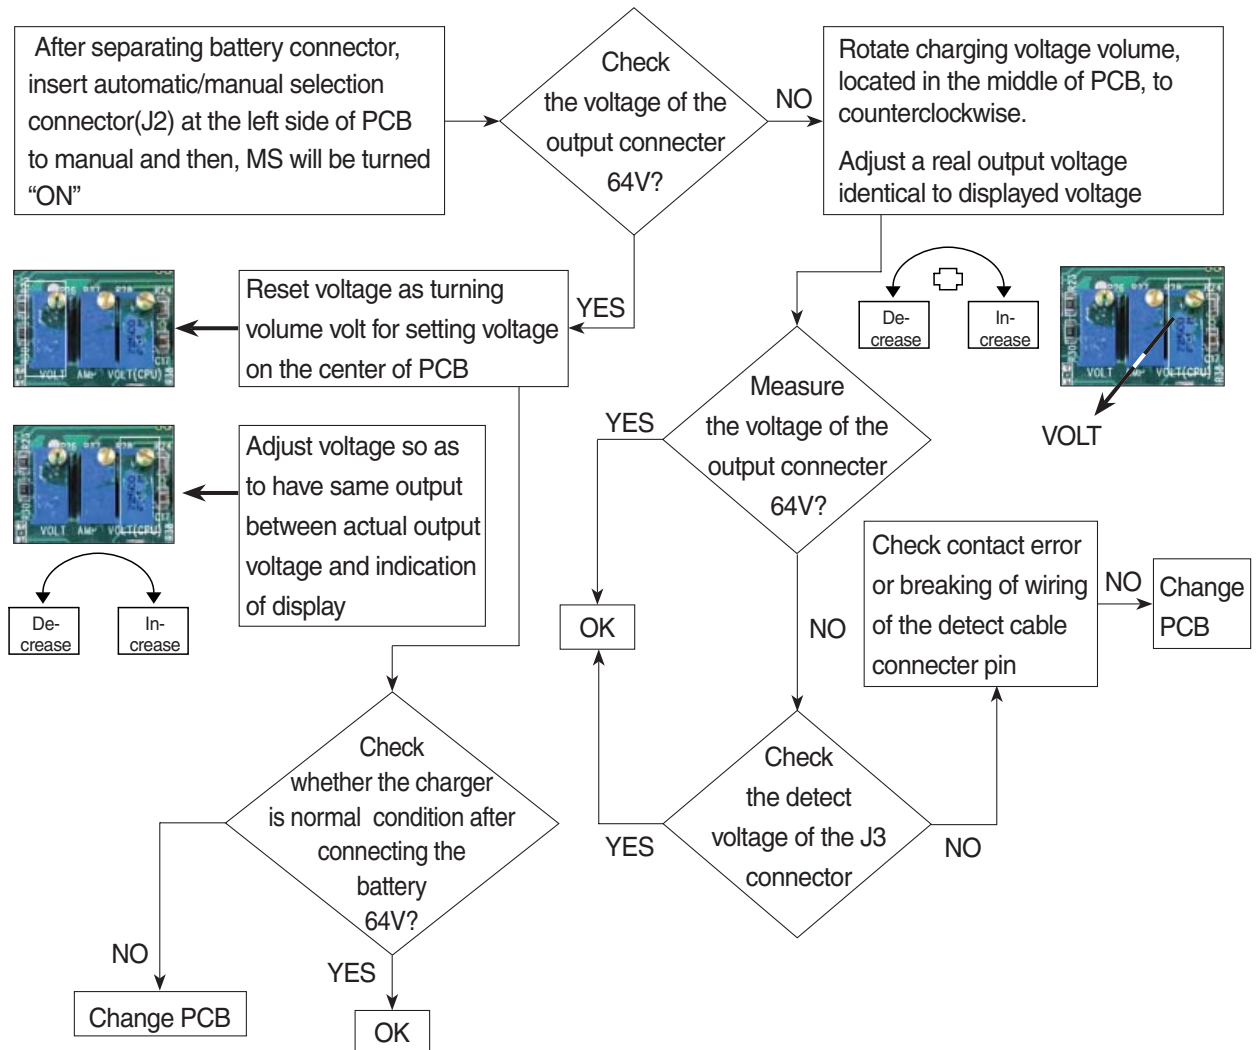 After separating battery connector,
insert automatic/manual selection
connector(J2) at the left side of PCB
to manual and then, MS will be turned
“ON”
Check
the voltage of the
output connecter
64V?
NO
Rotate charging voltage volume,
located in the middle of PCB, to
counterclockwise.
Adjust a real output voltage
identical to displayed voltage
YES
Reset voltage as turning
volume volt for setting voltage
on the center of PCB
VOLT AMP VOLT(CPU)
De-
crease
In-
crease
VOLT AMP VOLT(CPU)
VOLT
Adjust voltage so as
to have same output
between actual output
voltage and indication
of display
VOLT AMP VOLT(CPU)
De-
crease
In-
crease
Measure
the voltage of the
output connecter
64V?
YES
NO
OK
Check contact error
or breaking of wiring
of the detect cable
connecter pin
NO
Change
PCB
Check
the detect
voltage of the J3
connector
YES
NO
Check
whether the charger
is normal condition after
connecting the
battery
64V?
NO
YES
Change PCB
OK